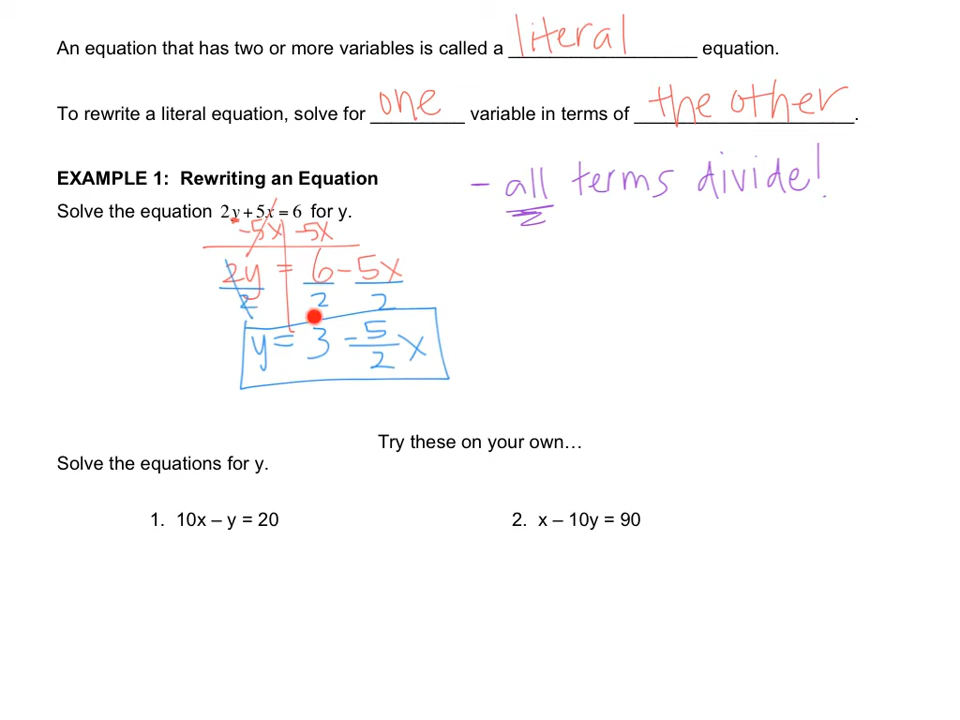 An equation that has two or more variables is called a literal equation.
To rewrite a literal equation, solve for one variable in terms of the other.
- all terms divide!
EXAMPLE 1: Rewriting an Equation
Solve the equation 2y + 5x = 6 for y.
-5x -5x
2y = 6 - 5x
2 2 2
y = 3 - 5/2 x
Try these on your own…
Solve the equations for y.
1. 10x – y = 20 2. x – 10y = 90